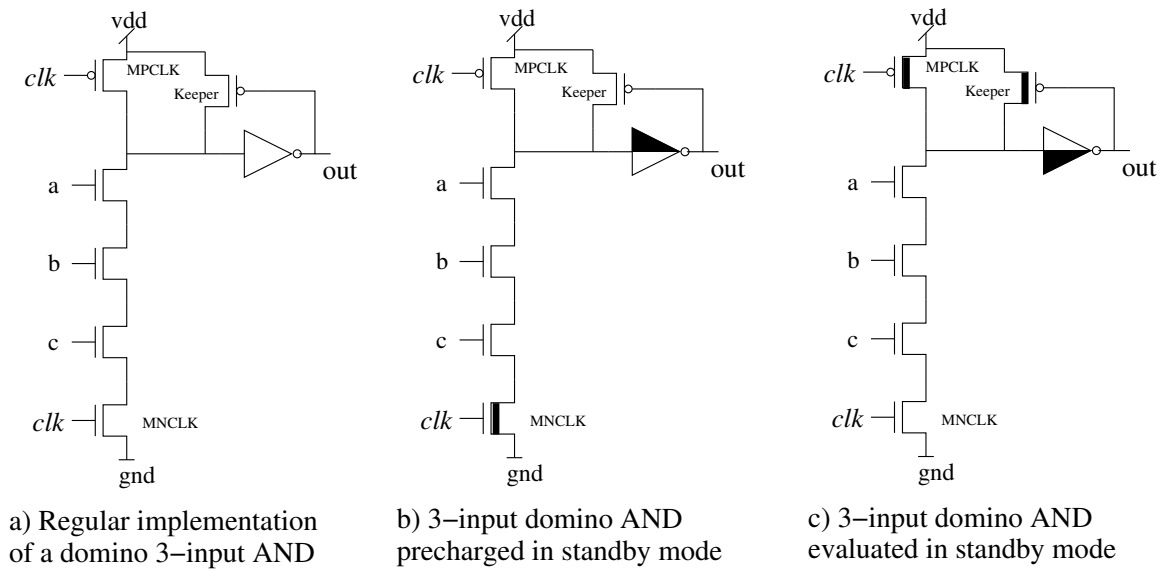 vdd
clk
MPCLK
Keeper
out
a
b
c
clk
MNCLK
gnd
a) Regular implementation
of a domino 3−input AND
vdd
clk
MPCLK
Keeper
out
a
b
c
clk
MNCLK
gnd
b) 3−input domino AND
precharged in standby mode
vdd
clk
MPCLK
Keeper
out
a
b
c
clk
MNCLK
gnd
c) 3−input domino AND
evaluated in standby mode